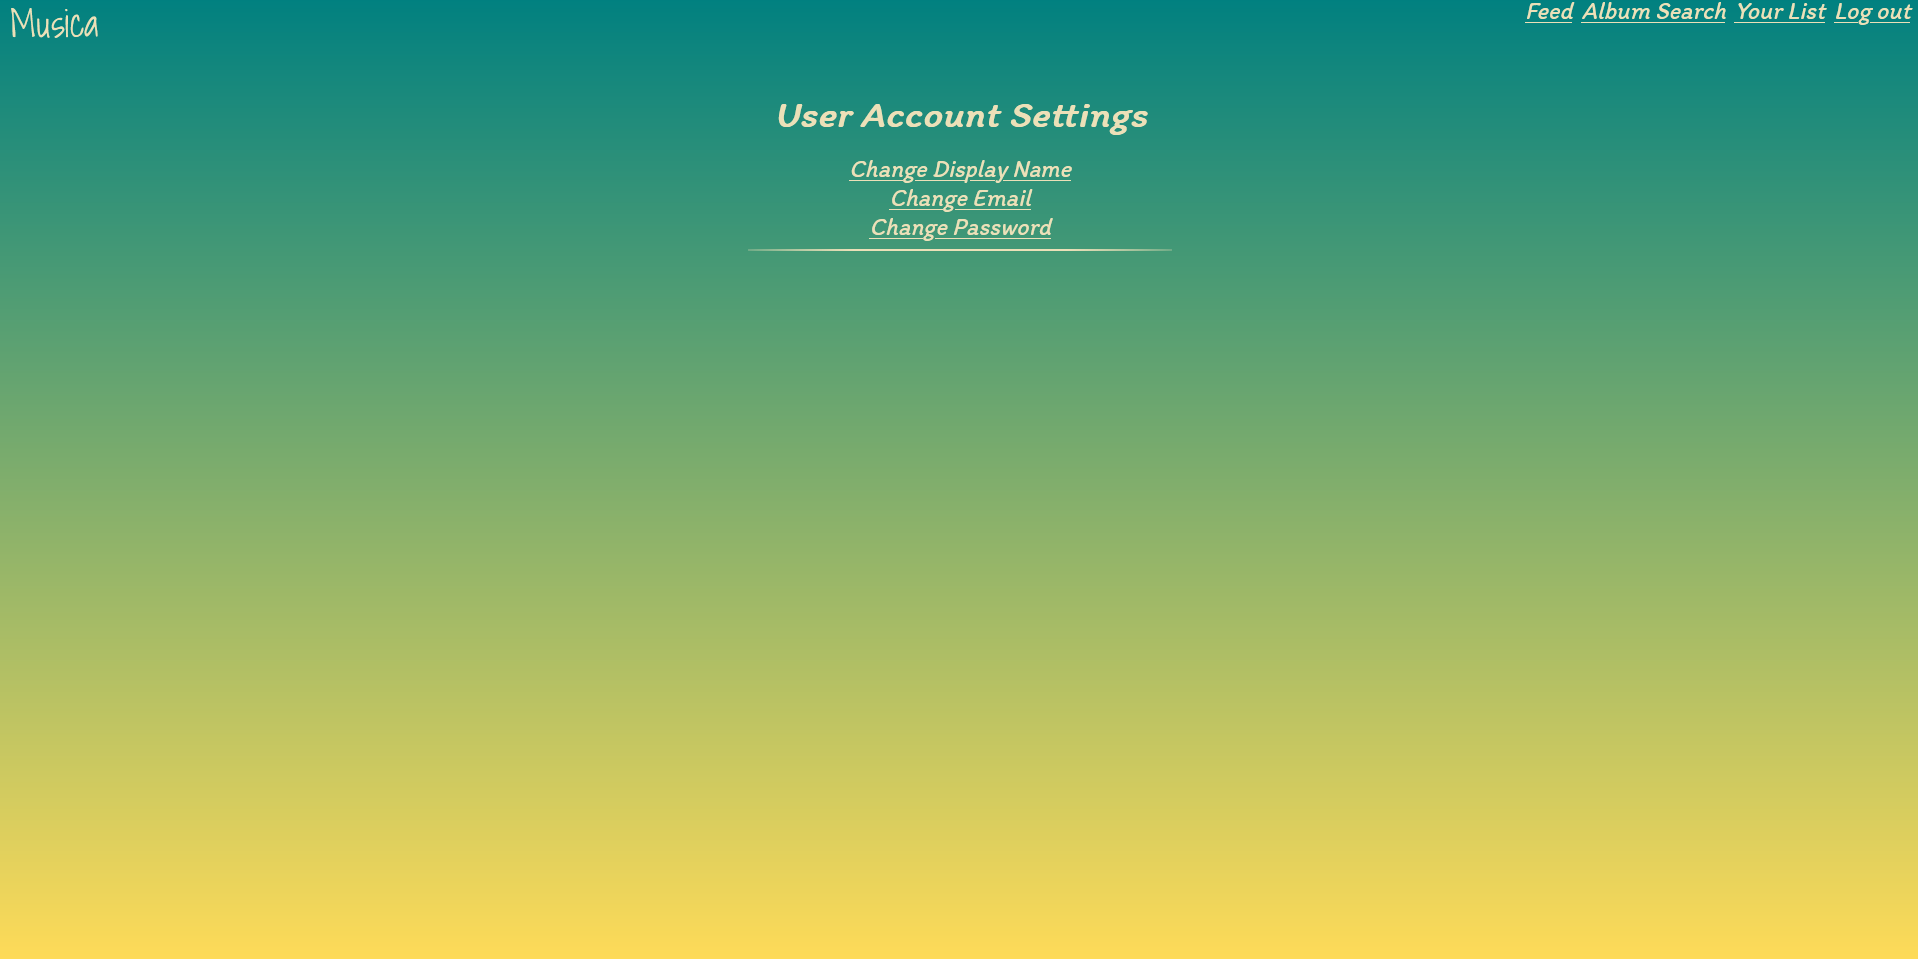 Musica
Feed Album Search Your List Log out
User Account Settings
Change Display Name
Change Email
Change Password